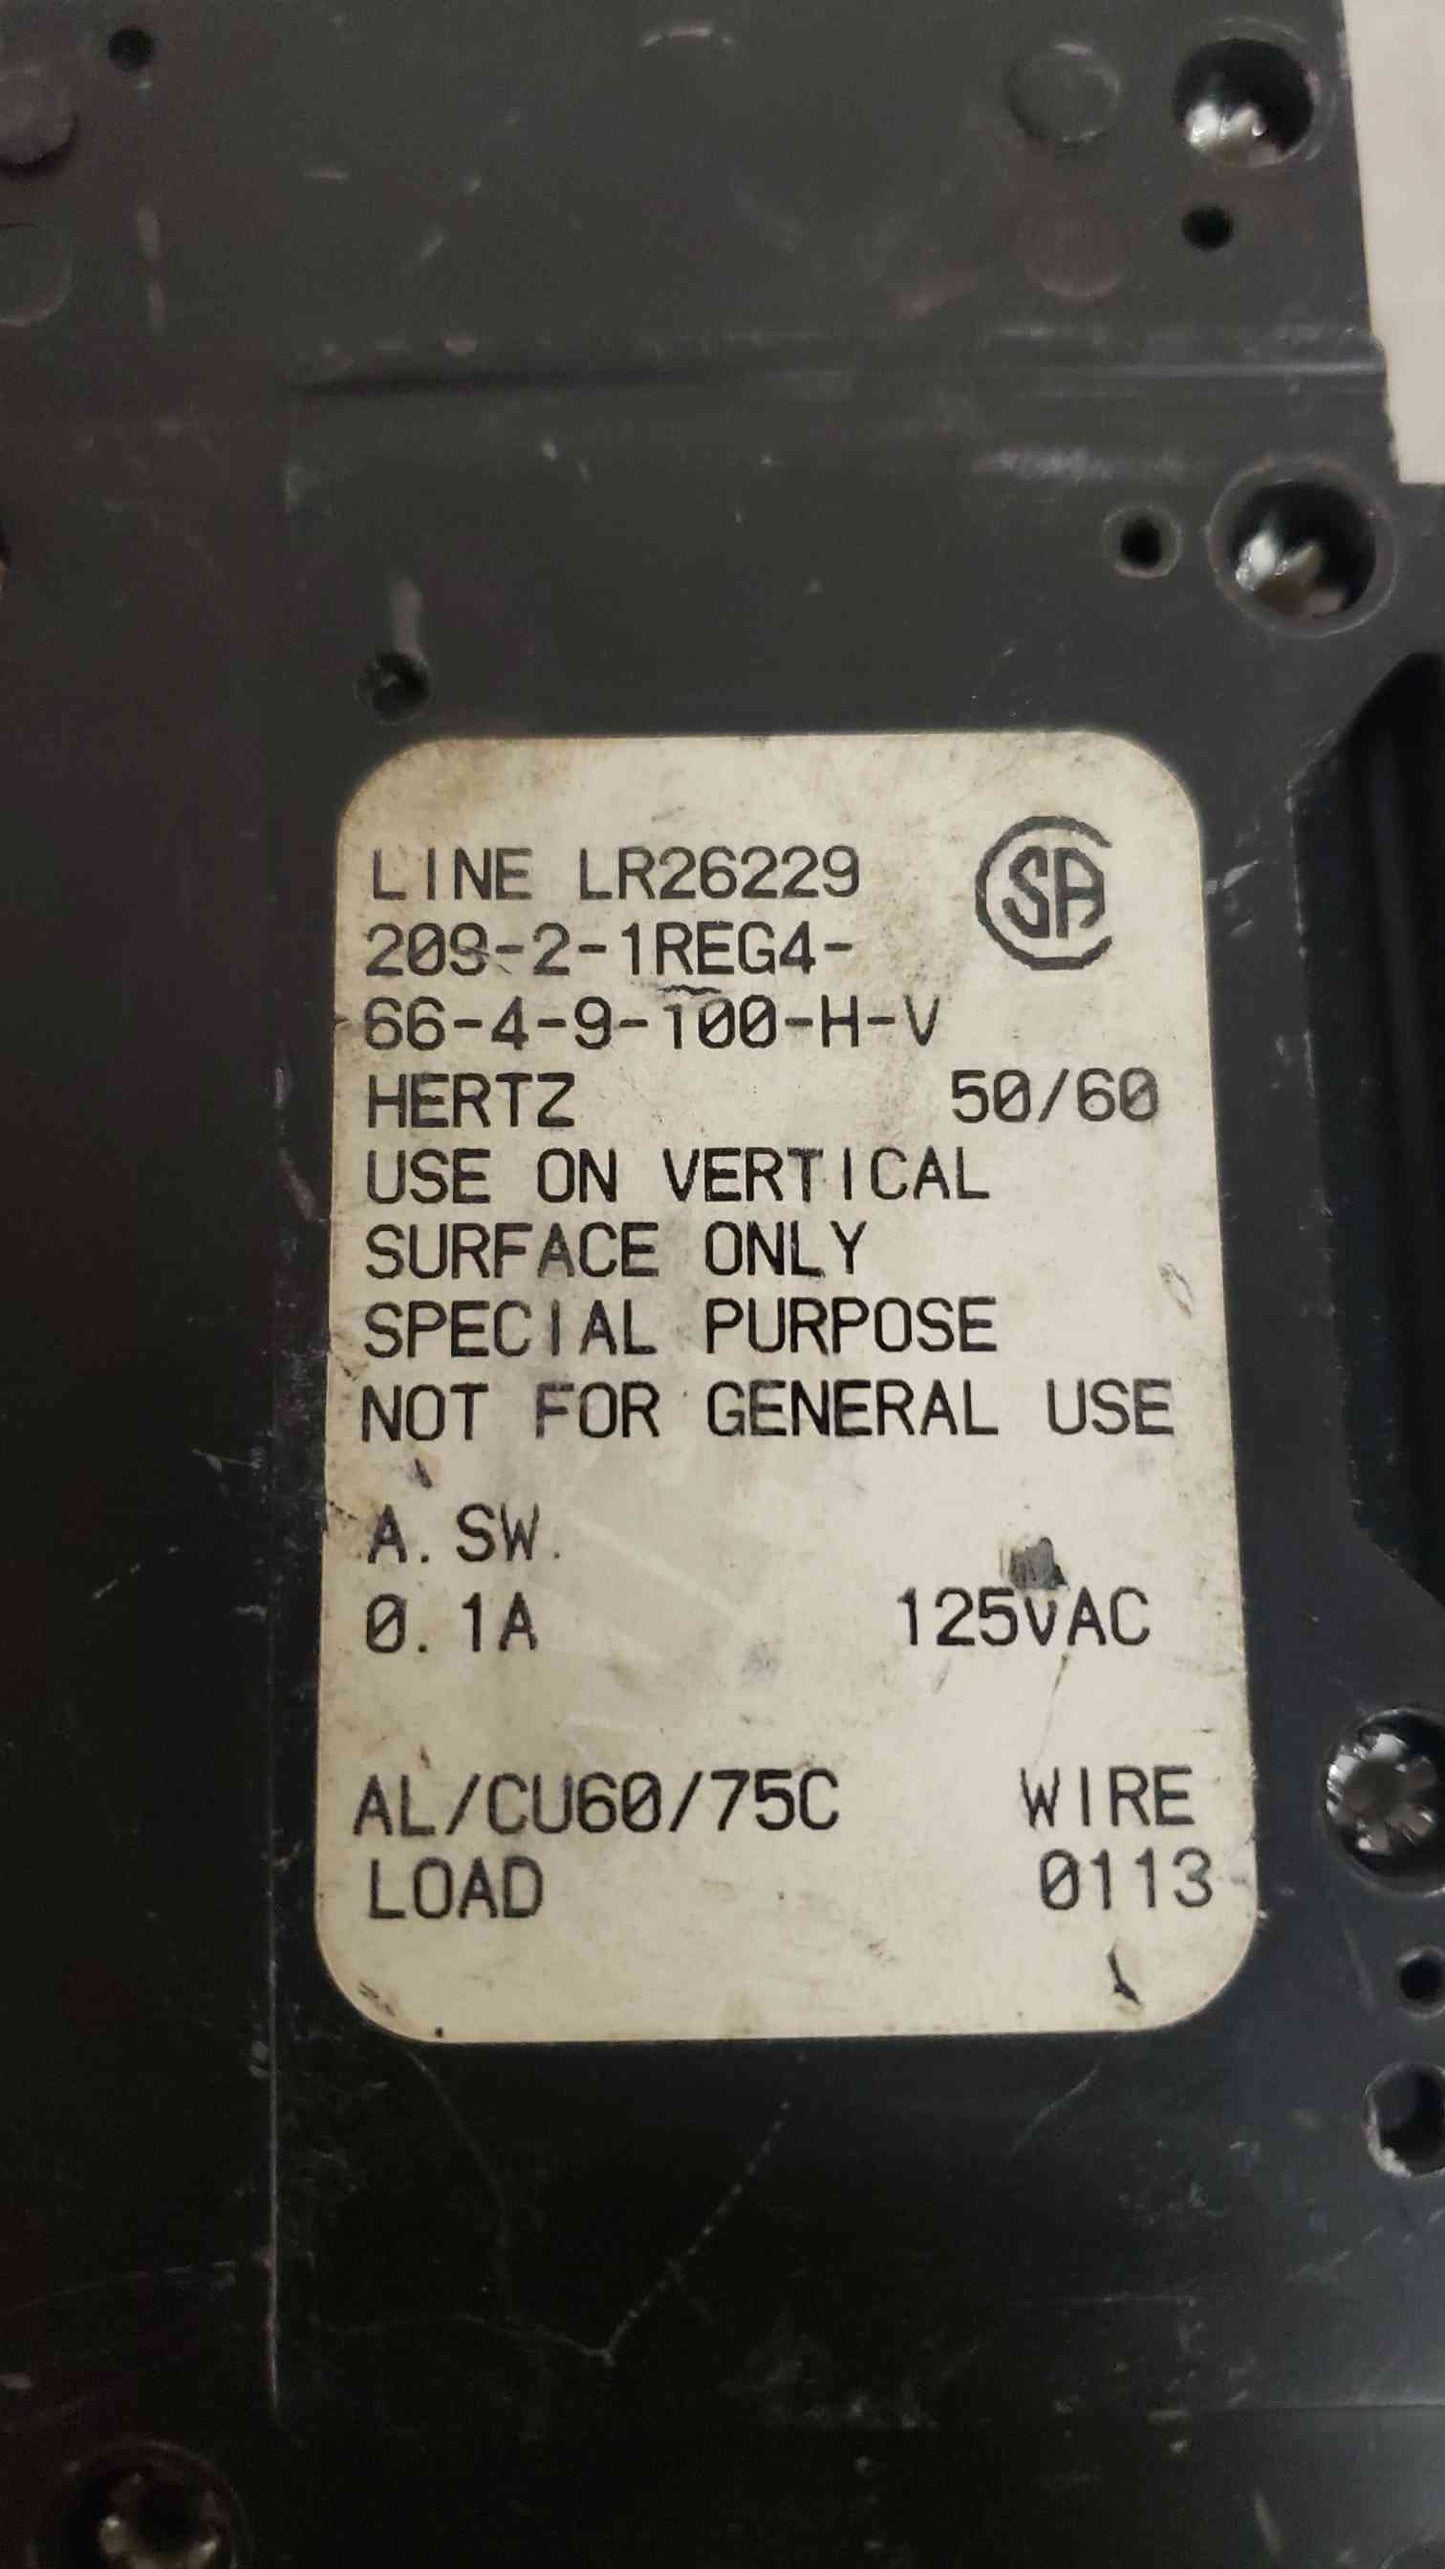 LINE LR26229
209-2-1REG4-
66-4-9-100-H-V
HERTZ 50/60
USE ON VERTICAL
SURFACE ONLY
SPECIAL PURPOSE
NOT FOR GENERAL USE
A. SW.
0.1A 125VAC
AL/CU60/75C WIRE
LOAD 0113
SA